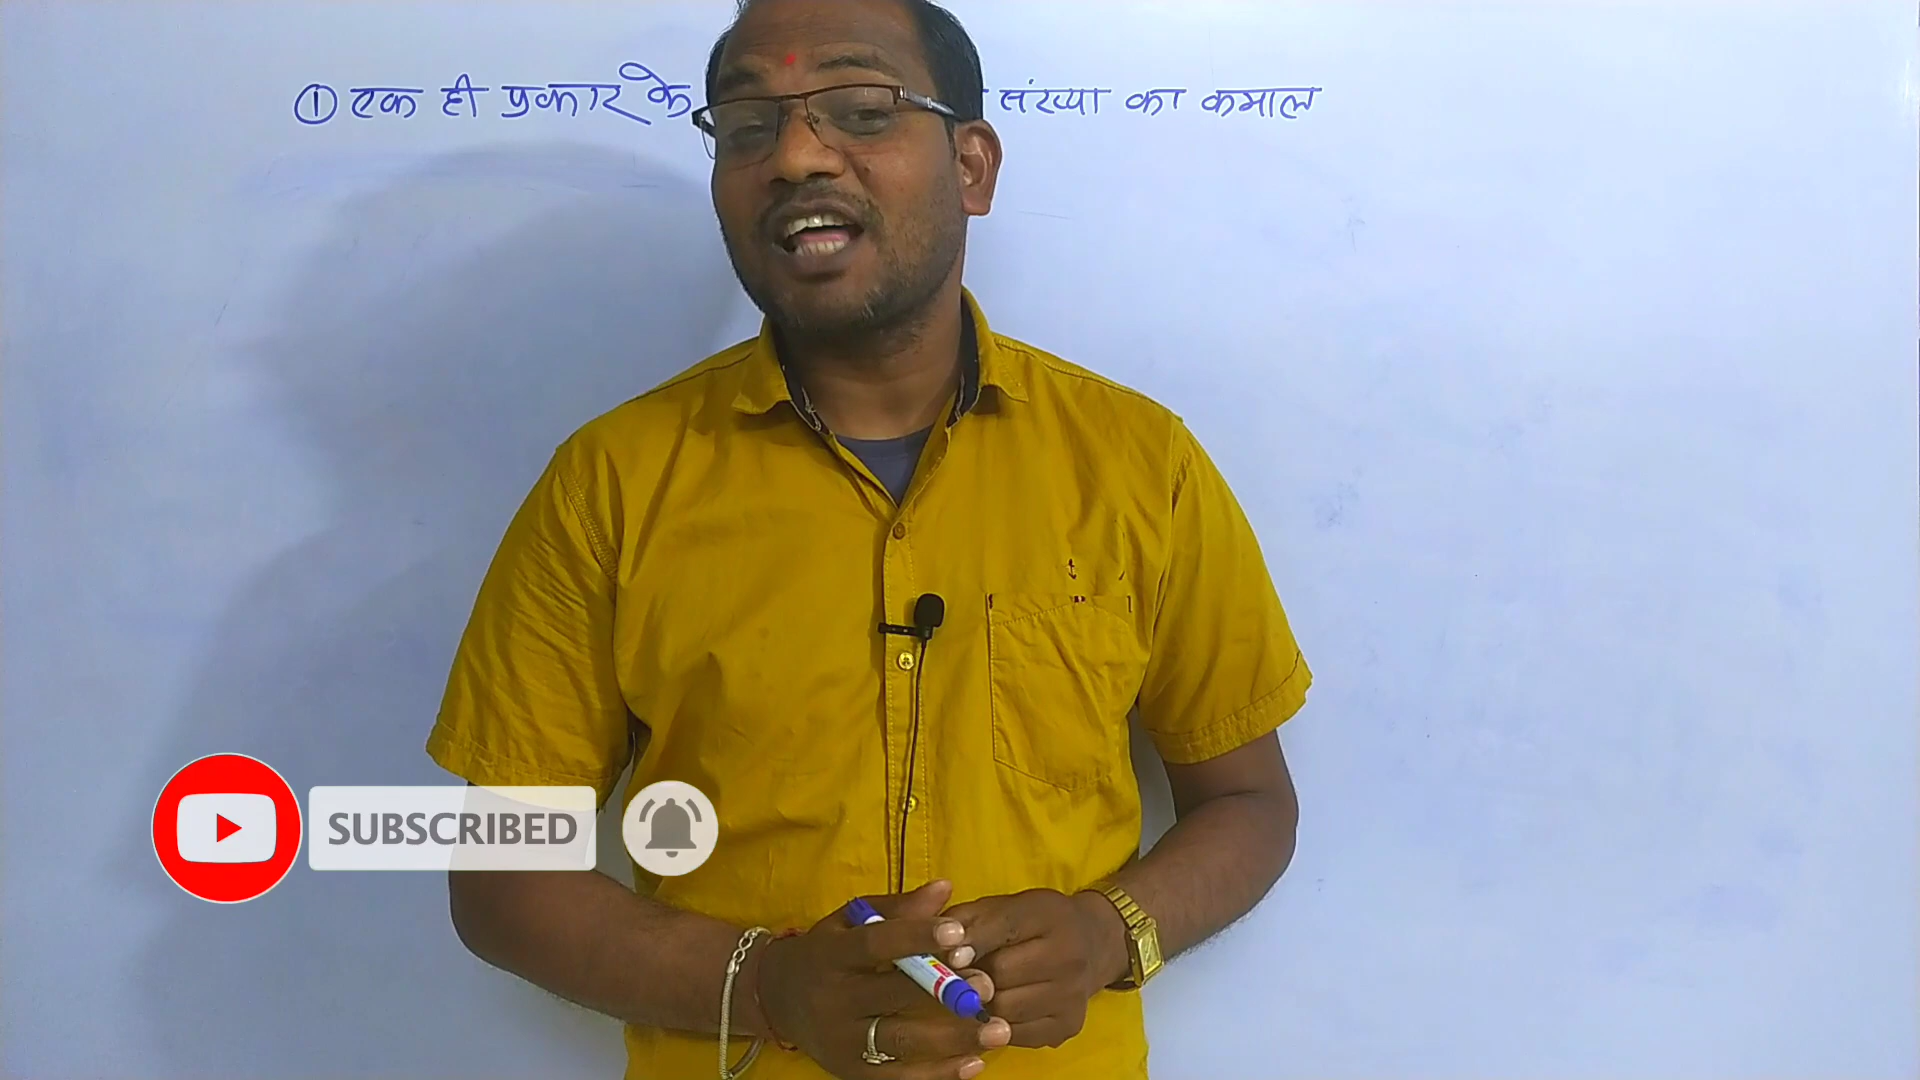 ① एक ही प्रकार के संख्या का कमाल
SUBSCRIBED